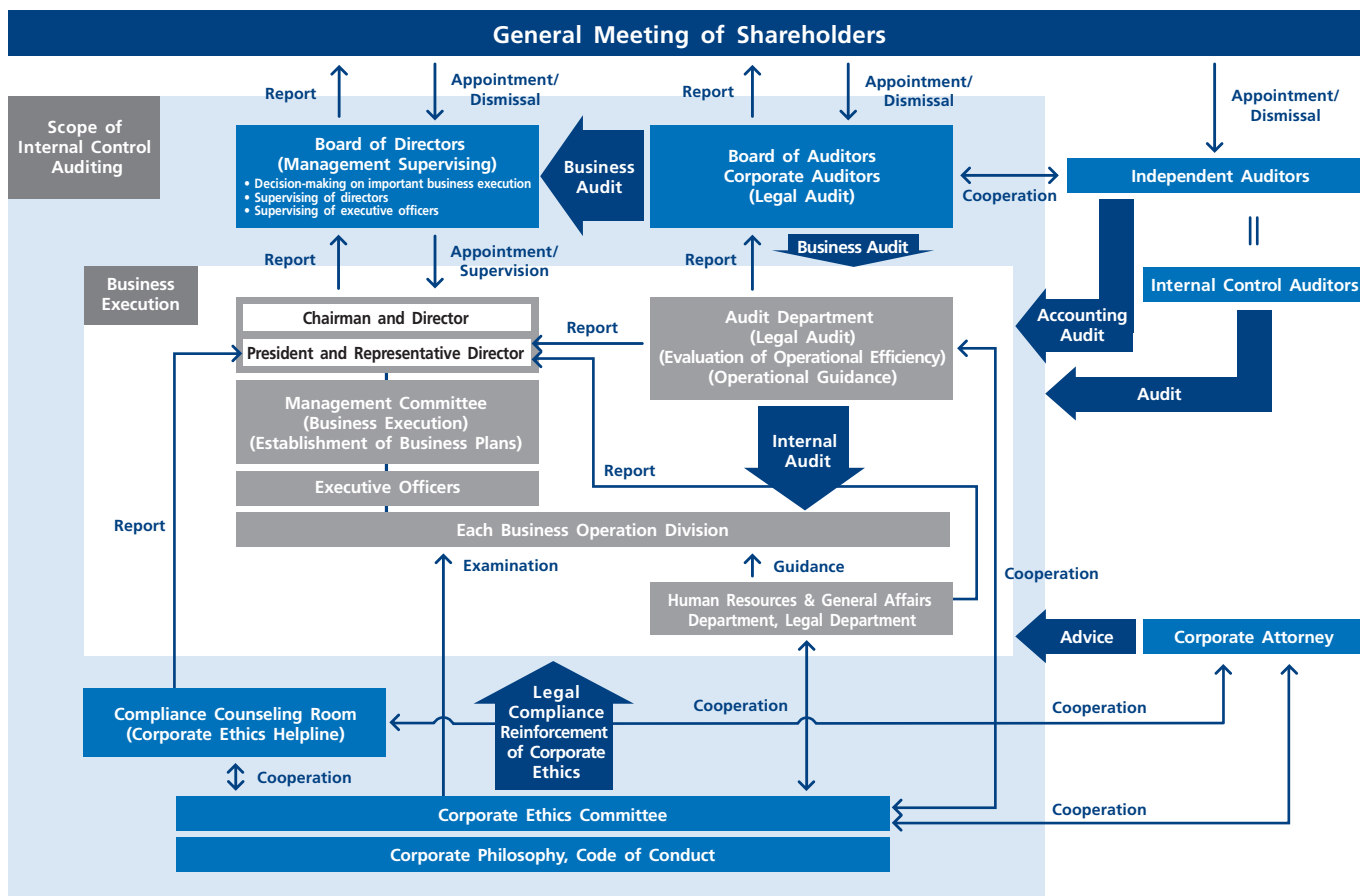 General Meeting of Shareholders
Report
Appointment/
Dismissal
Report
Appointment/
Dismissal
Appointment/
Dismissal
Scope of
Internal Control
Auditing
Board of Directors
(Management Supervising)
• Decision-making on important business execution
• Supervising of directors
• Supervising of executive officers
Business
Audit
Board of Auditors
Corporate Auditors
(Legal Audit)
Cooperation
Independent Auditors
Report
Appointment/
Supervision
Report
Business Audit
Business
Execution
Internal Control Auditors
Chairman and Director
President and Representative Director
Report
Audit Department
(Legal Audit)
(Evaluation of Operational Efficiency)
(Operational Guidance)
Accounting
Audit
Audit
Management Committee
(Business Execution)
(Establishment of Business Plans)
Internal
Audit
Report
Executive Officers
Report
Each Business Operation Division
Examination
Guidance
Cooperation
Human Resources & General Affairs
Department, Legal Department
Advice
Corporate Attorney
Compliance Counseling Room
(Corporate Ethics Helpline)
Legal
Compliance
Reinforcement
of Corporate
Ethics
Cooperation
Cooperation
Cooperation
Corporate Ethics Committee
Cooperation
Corporate Philosophy, Code of Conduct